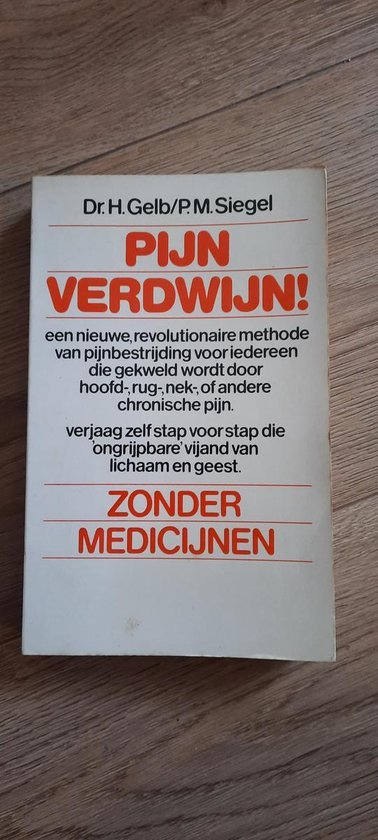 Dr. H. Gelb/P. M. Siegel
PIJN
VERDWIJN!
een nieuwe, revolutionaire methode
van pijnbestrijding voor iedereen
die gekweld wordt door
hoofd-, rug-, nek-, of andere
chronische pijn.
verjaag zelf stap voor stap die
'ongrijpbare' vijand van
lichaam en geest.
ZONDER
MEDICIJNEN